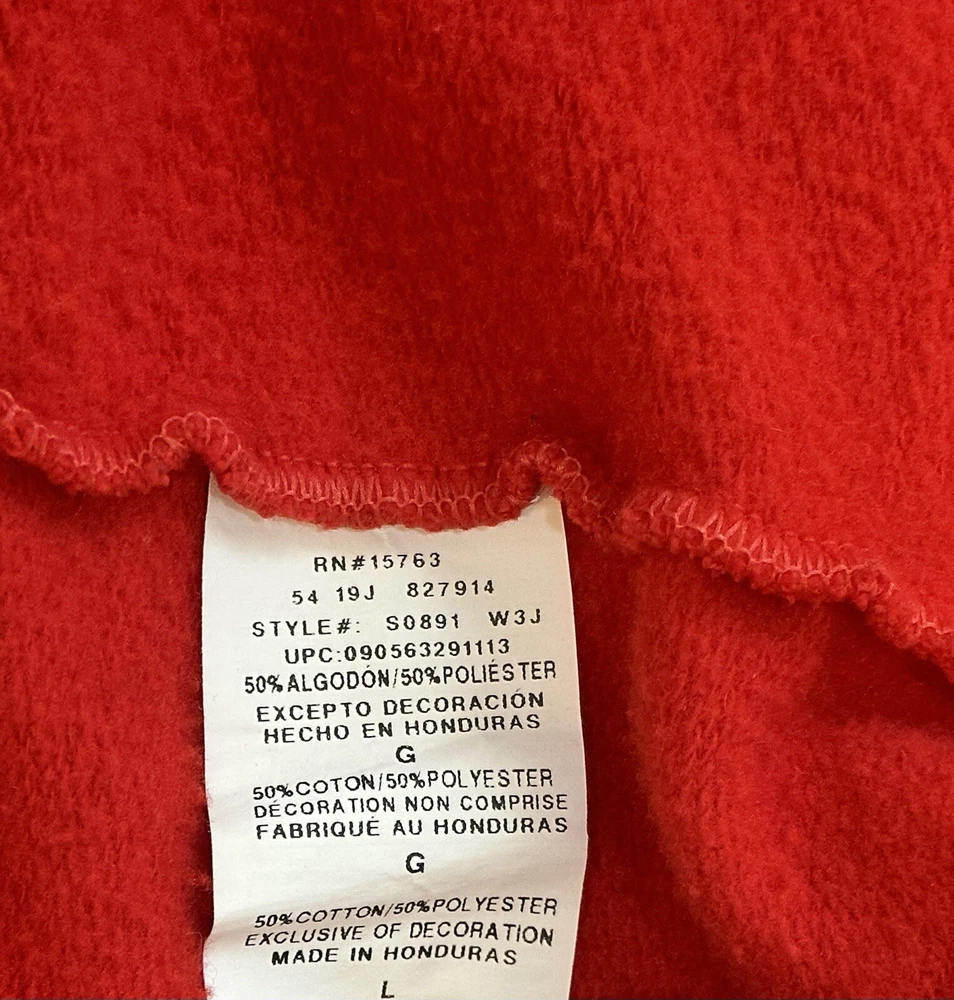 RN#15763
54 19J 827914
STYLE#: S0891 W3J
UPC:090563291113
50%ALGODÓN/50%POLIÉSTER
EXCEPTO DECORACIÓN
HECHO EN HONDURAS
G
50%COTON/50%POLYESTER
DÉCORATION NON COMPRISE
FABRIQUÉ AU HONDURAS
G
50%COTTON/50%POLYESTER
EXCLUSIVE OF DECORATION
MADE IN HONDURAS
L